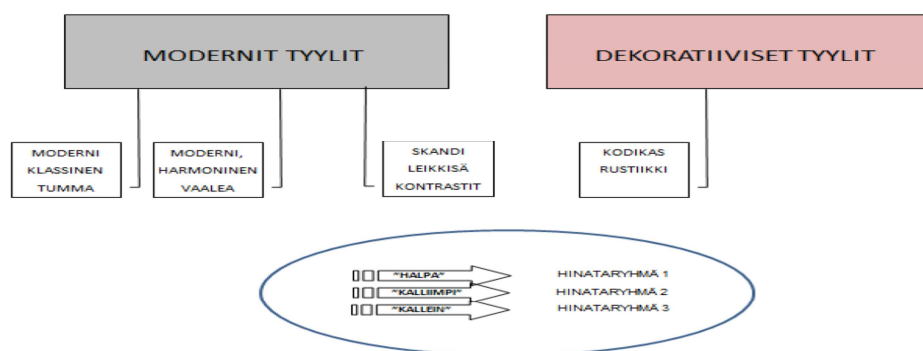 MODERNIT TYYLIT
DEKORATIIVISET TYYLIT
MODERNI
KLASSINEN
TUMMA
MODERNI,
HARMONINEN
VAALEA
SKANDI
LEIKKISÄ
KONTRASTIT
KODIKAS
RUSTIIKKI
"HALPA" HINATARYHMÄ 1
"KALLIIMPI" HINATARYHMÄ 2
"KALLEIN" HINATARYHMÄ 3